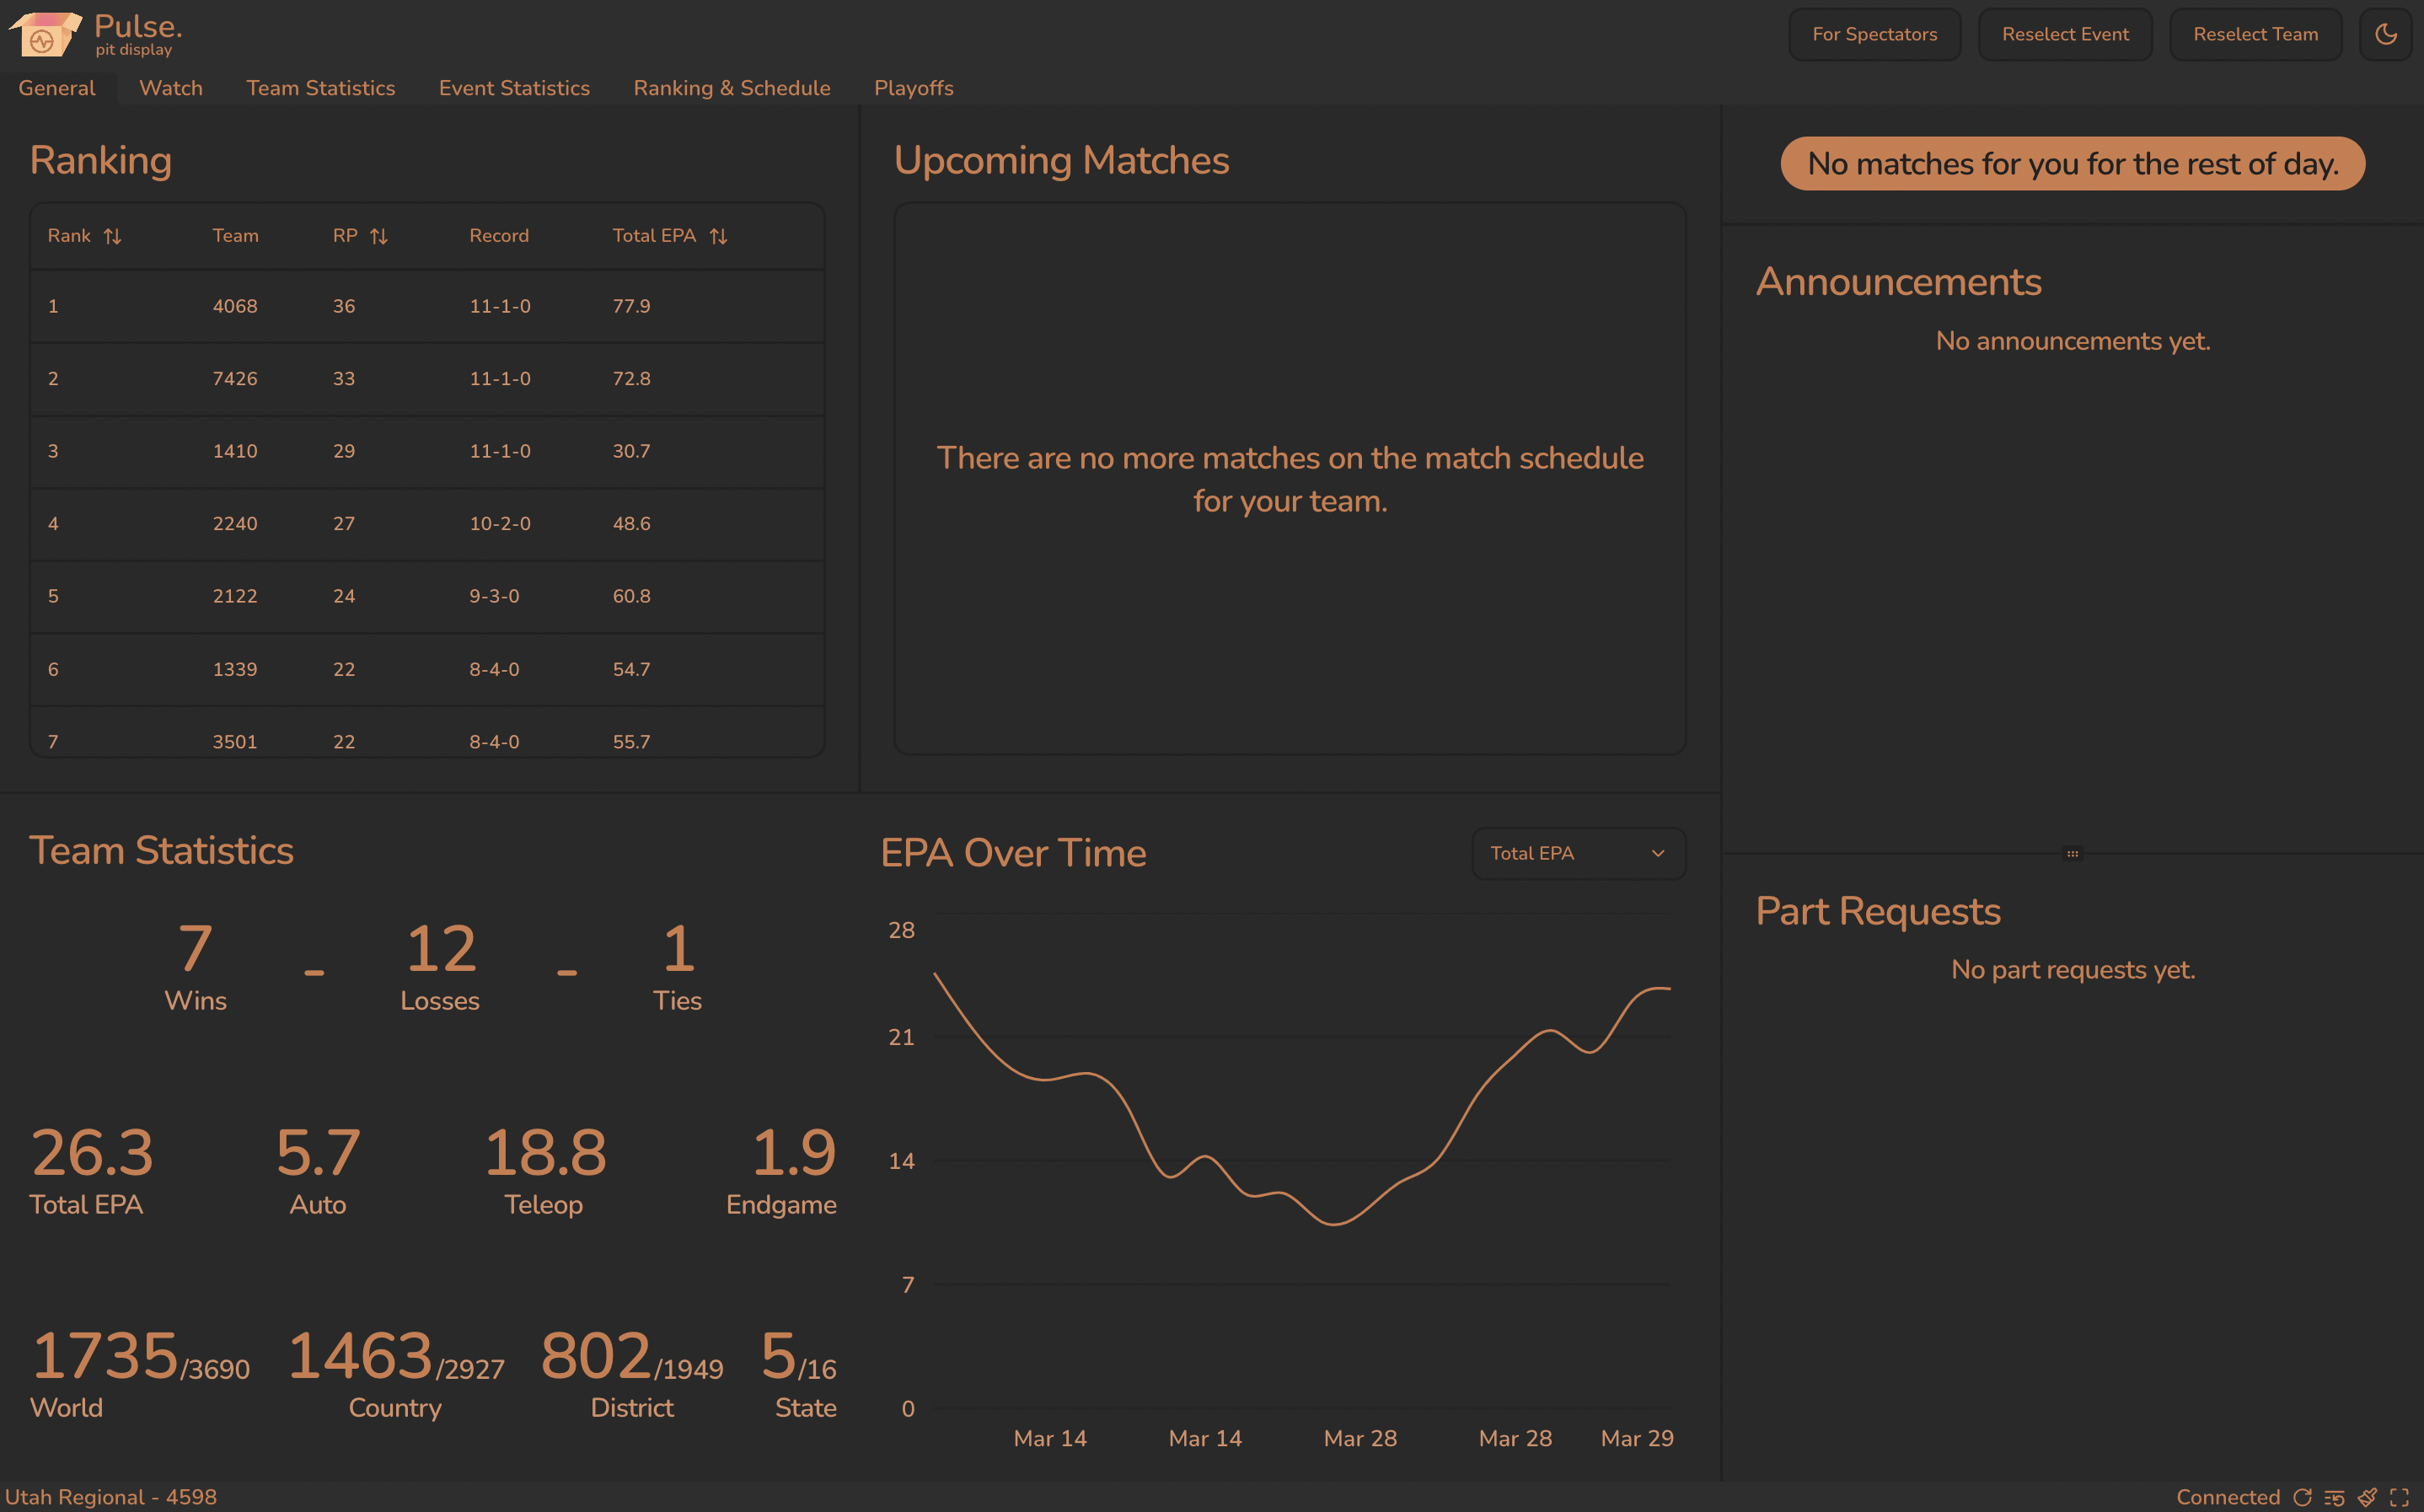 Pulse.
pit display
For Spectators
Reselect Event
Reselect Team
General
Watch
Team Statistics
Event Statistics
Ranking & Schedule
Playoffs
Ranking
Rank Team RP Record Total EPA
1 4068 36 11-1-0 77.9
2 7426 33 11-1-0 72.8
3 1410 29 11-1-0 30.7
4 2240 27 10-2-0 48.6
5 2122 24 9-3-0 60.8
6 1339 22 8-4-0 54.7
7 3501 22 8-4-0 55.7
Upcoming Matches
There are no more matches on the match schedule
for your team.
No matches for you for the rest of day.
Announcements
No announcements yet.
Team Statistics
7 - 12 - 1
Wins Losses Ties
26.3 5.7 18.8 1.9
Total EPA Auto Teleop Endgame
1735/3690 1463/2927 802/1949 5/16
World Country District State
EPA Over Time
Total EPA
28
21
14
7
0
Mar 14 Mar 14 Mar 28 Mar 28 Mar 29
Part Requests
No part requests yet.
Utah Regional - 4598
Connected